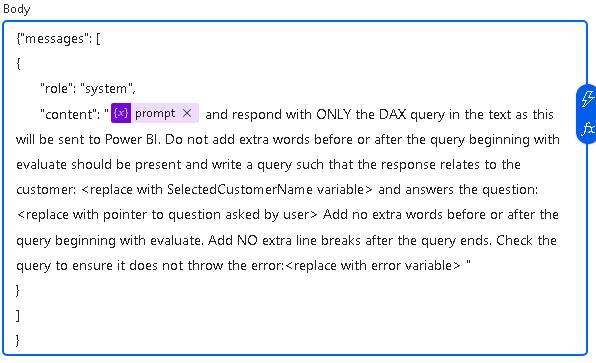 Body
{"messages": [
{
"role": "system",
"content": "{x} prompt × and respond with ONLY the DAX query in the text as this
will be sent to Power BI. Do not add extra words before or after the query beginning with
evaluate should be present and write a query such that the response relates to the
customer: <replace with SelectedCustomerName variable> and answers the question:
<replace with pointer to question asked by user> Add no extra words before or after the
query beginning with evaluate. Add NO extra line breaks after the query ends. Check the
query to ensure it does not throw the error:<replace with error variable> "
}
]
}
fx